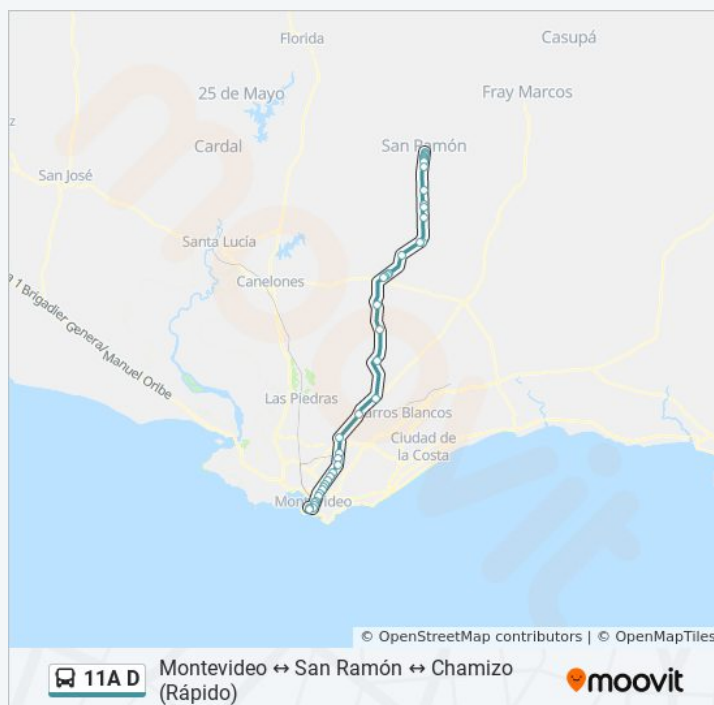 Florida
Casupá
25 de Mayo
Fray Marcos
Cardal
San Ramón
San José
Santa Lucía
Canelones
a 1 Brigadier General Manuel Oribe
Las Piedras
arros Blancos
Ciudad de
la Costa
Montevideo
moovit
© OpenStreetMap contributors | © OpenMapTiles
11A D
Montevideo ↔ San Ramón ↔ Chamizo
(Rápido)
moovit